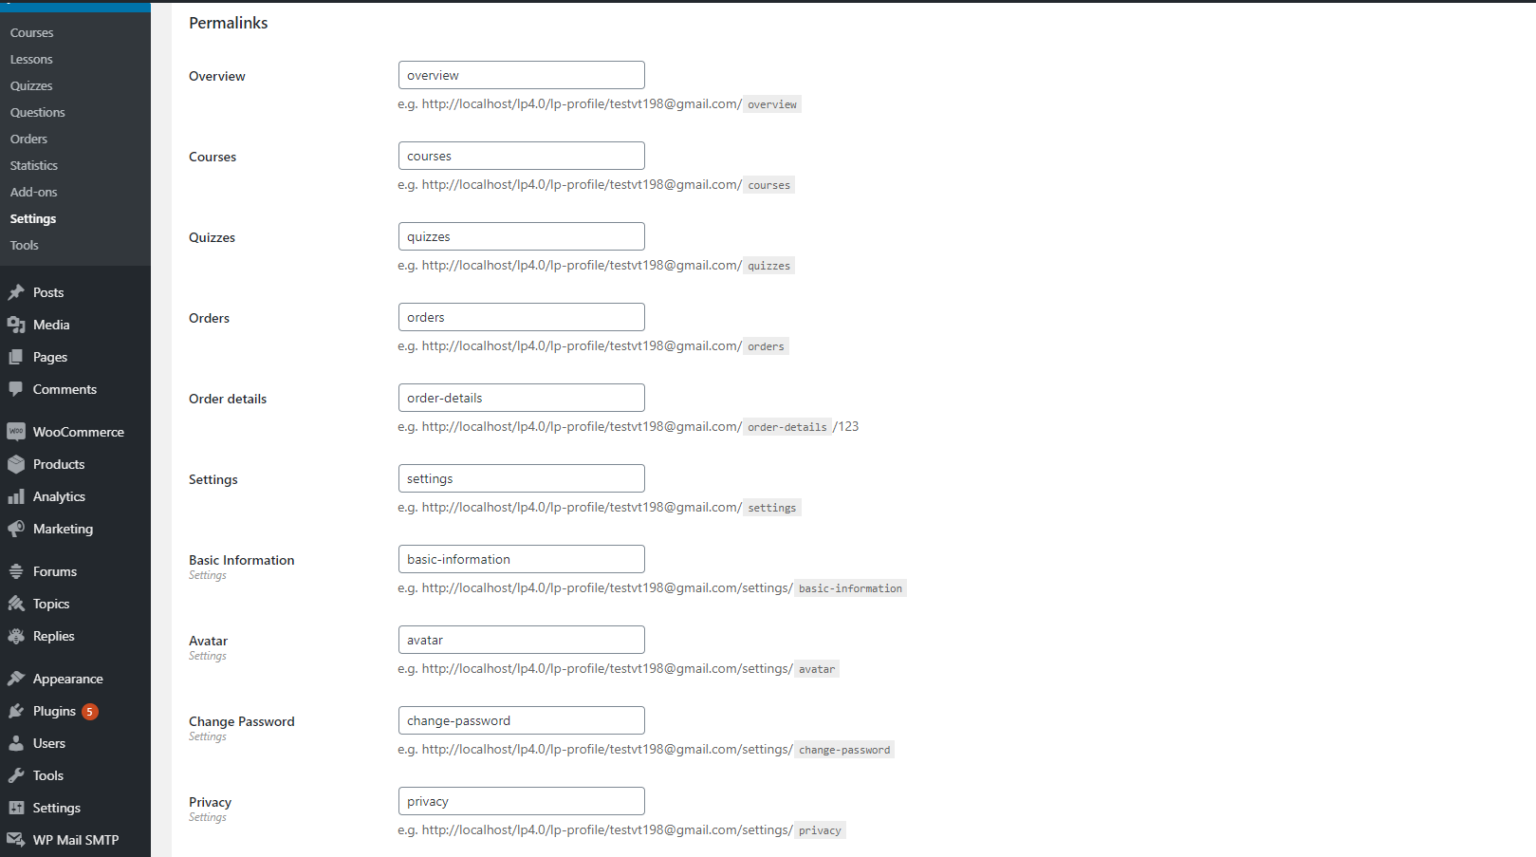 Courses
Lessons
Quizzes
Questions
Orders
Statistics
Add-ons
Settings
Tools
Posts
Media
Pages
Comments
WooCommerce
Products
Analytics
Marketing
Forums
Topics
Replies
Appearance
Plugins 5
Users
Tools
Settings
WP Mail SMTP
Permalinks
Overview
overview
e.g. http://localhost/lp4.0/lp-profile/testvt198@gmail.com/ overview
Courses
courses
e.g. http://localhost/lp4.0/lp-profile/testvt198@gmail.com/ courses
Quizzes
quizzes
e.g. http://localhost/lp4.0/lp-profile/testvt198@gmail.com/ quizzes
Orders
orders
e.g. http://localhost/lp4.0/lp-profile/testvt198@gmail.com/ orders
Order details
order-details
e.g. http://localhost/lp4.0/lp-profile/testvt198@gmail.com/ order-details /123
Settings
settings
e.g. http://localhost/lp4.0/lp-profile/testvt198@gmail.com/ settings
Basic Information
Settings
basic-information
e.g. http://localhost/lp4.0/lp-profile/testvt198@gmail.com/settings/ basic-information
Avatar
Settings
avatar
e.g. http://localhost/lp4.0/lp-profile/testvt198@gmail.com/settings/ avatar
Change Password
Settings
change-password
e.g. http://localhost/lp4.0/lp-profile/testvt198@gmail.com/settings/ change-password
Privacy
Settings
privacy
e.g. http://localhost/lp4.0/lp-profile/testvt198@gmail.com/settings/ privacy